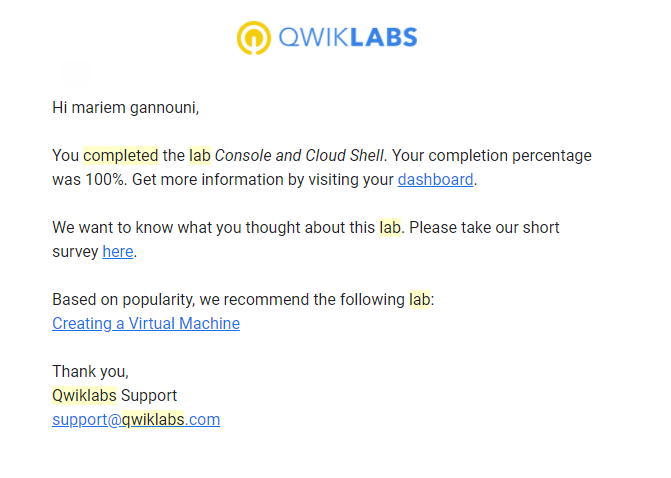 QWIKLABS
Hi mariem gannouni,
You completed the lab Console and Cloud Shell. Your completion percentage
was 100%. Get more information by visiting your dashboard.
We want to know what you thought about this lab. Please take our short
survey here.
Based on popularity, we recommend the following lab:
Creating a Virtual Machine
Thank you,
Qwiklabs Support
support@qwiklabs.com